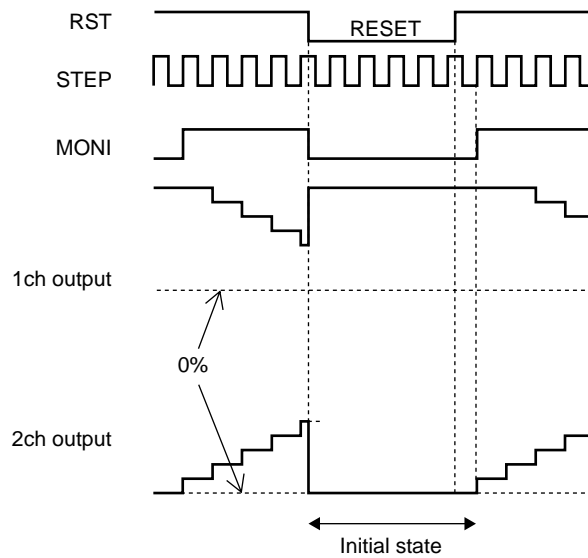 RST
RESET
STEP
MONI
1ch output
0%
2ch output
Initial state